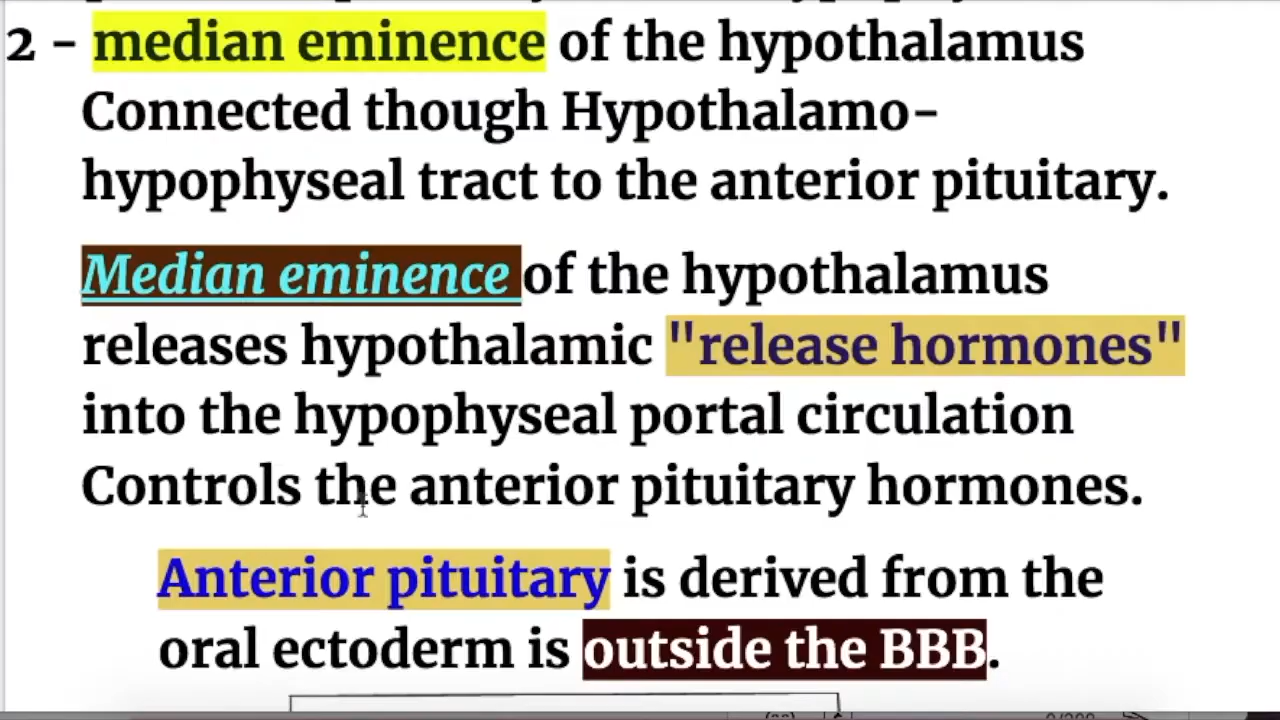 2 - median eminence of the hypothalamus
Connected though Hypothalamo-
hypophyseal tract to the anterior pituitary.
Median eminence of the hypothalamus
releases hypothalamic "release hormones"
into the hypophyseal portal circulation
Controls the anterior pituitary hormones.
Anterior pituitary is derived from the
oral ectoderm is outside the BBB.